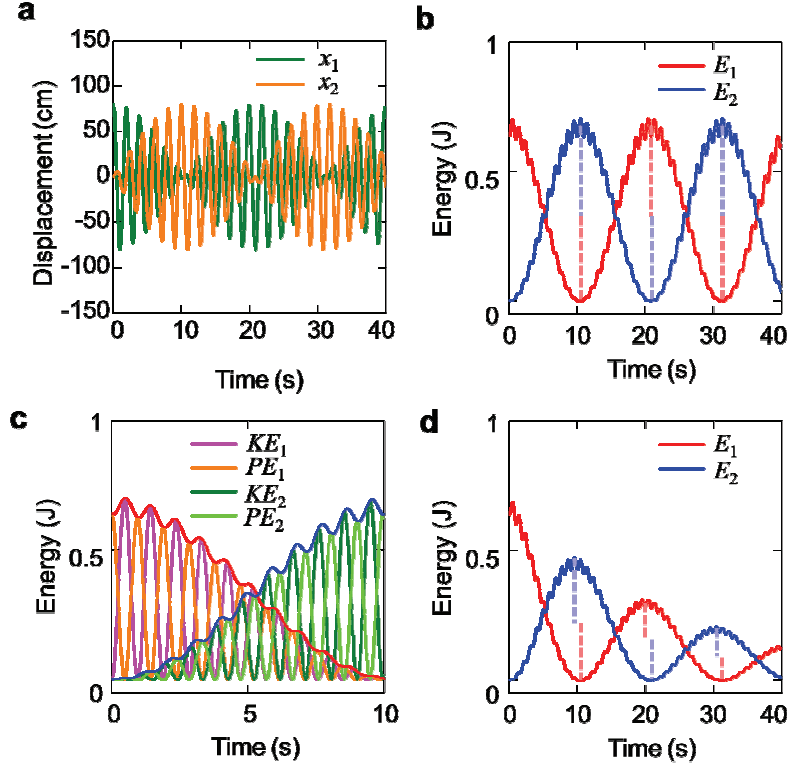 a
150
100
50
0
-50
-100
-150
Displacement (cm)
x1
x2
0 10 20 30 40
Time (s)
b
1
0.5
0
Energy (J)
E1
E2
0 10 20 30 40
Time (s)
c
1
0.5
0
Energy (J)
KE1
PE1
KE2
PE2
0 5 10
Time (s)
d
1
0.5
0
Energy (J)
E1
E2
0 10 20 30 40
Time (s)